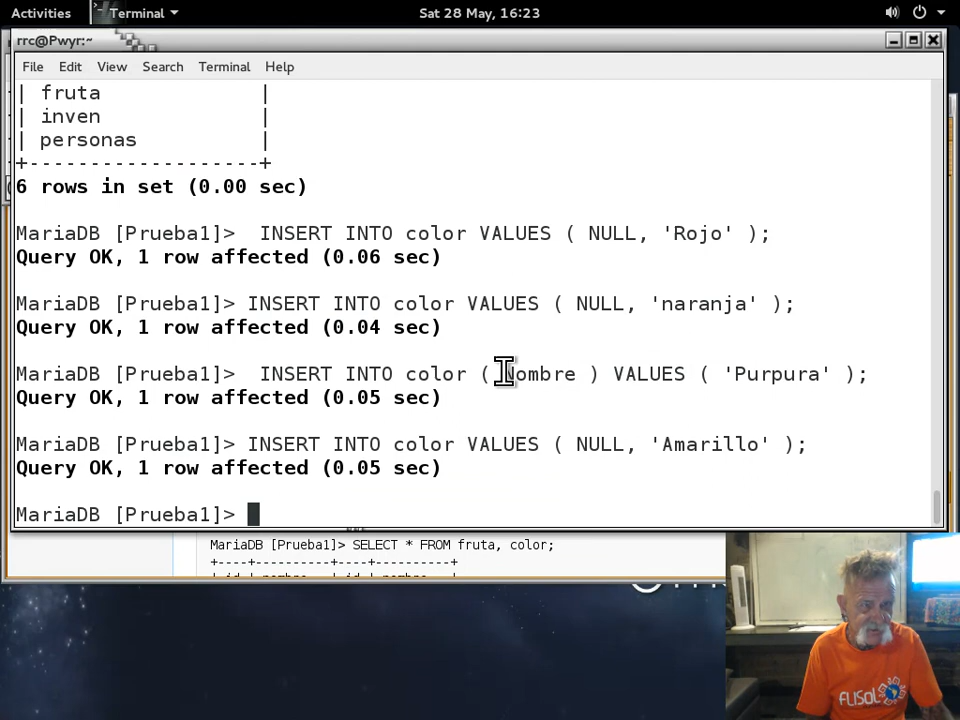 Activities Terminal Sat 28 May, 16:23
rrc@Pwyr:~
File Edit View Search Terminal Help
| fruta |
| inven |
| personas |
+-------------------+
6 rows in set (0.00 sec)
MariaDB [Prueba1]>  INSERT INTO color VALUES ( NULL, 'Rojo' );
Query OK, 1 row affected (0.06 sec)
MariaDB [Prueba1]> INSERT INTO color VALUES ( NULL, 'naranja' );
Query OK, 1 row affected (0.04 sec)
MariaDB [Prueba1]>  INSERT INTO color ( Nombre ) VALUES ( 'Purpura' );
Query OK, 1 row affected (0.05 sec)
MariaDB [Prueba1]> INSERT INTO color VALUES ( NULL, 'Amarillo' );
Query OK, 1 row affected (0.05 sec)
MariaDB [Prueba1]>
MariaDB [Prueba1]> SELECT * FROM fruta, color;
+----+----------+----+----------+
| id | nombre | id | nombre |
FLISoL